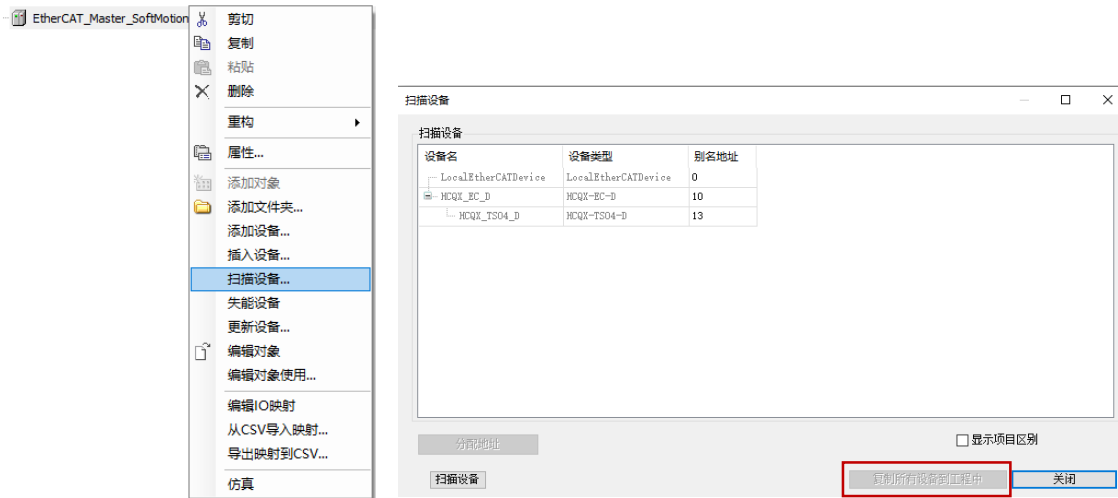 EtherCAT_Master_SoftMotion
剪切
复制
粘贴
删除
重构
属性...
添加对象
添加文件夹...
添加设备...
插入设备...
扫描设备...
失能设备
更新设备...
编辑对象
编辑对象使用...
编辑IO映射
从CSV导入映射...
导出映射到CSV...
仿真
扫描设备
扫描设备
设备名 设备类型 别名地址
LocalEtherCATDevice LocalEtherCATDevice 0
HCQX_EC_D HCQX-EC-D 10
HCQX_TS04_D HCQX-TS04-D 13
分配地址
显示项目区别
扫描设备
复制所有设备到工程中
关闭